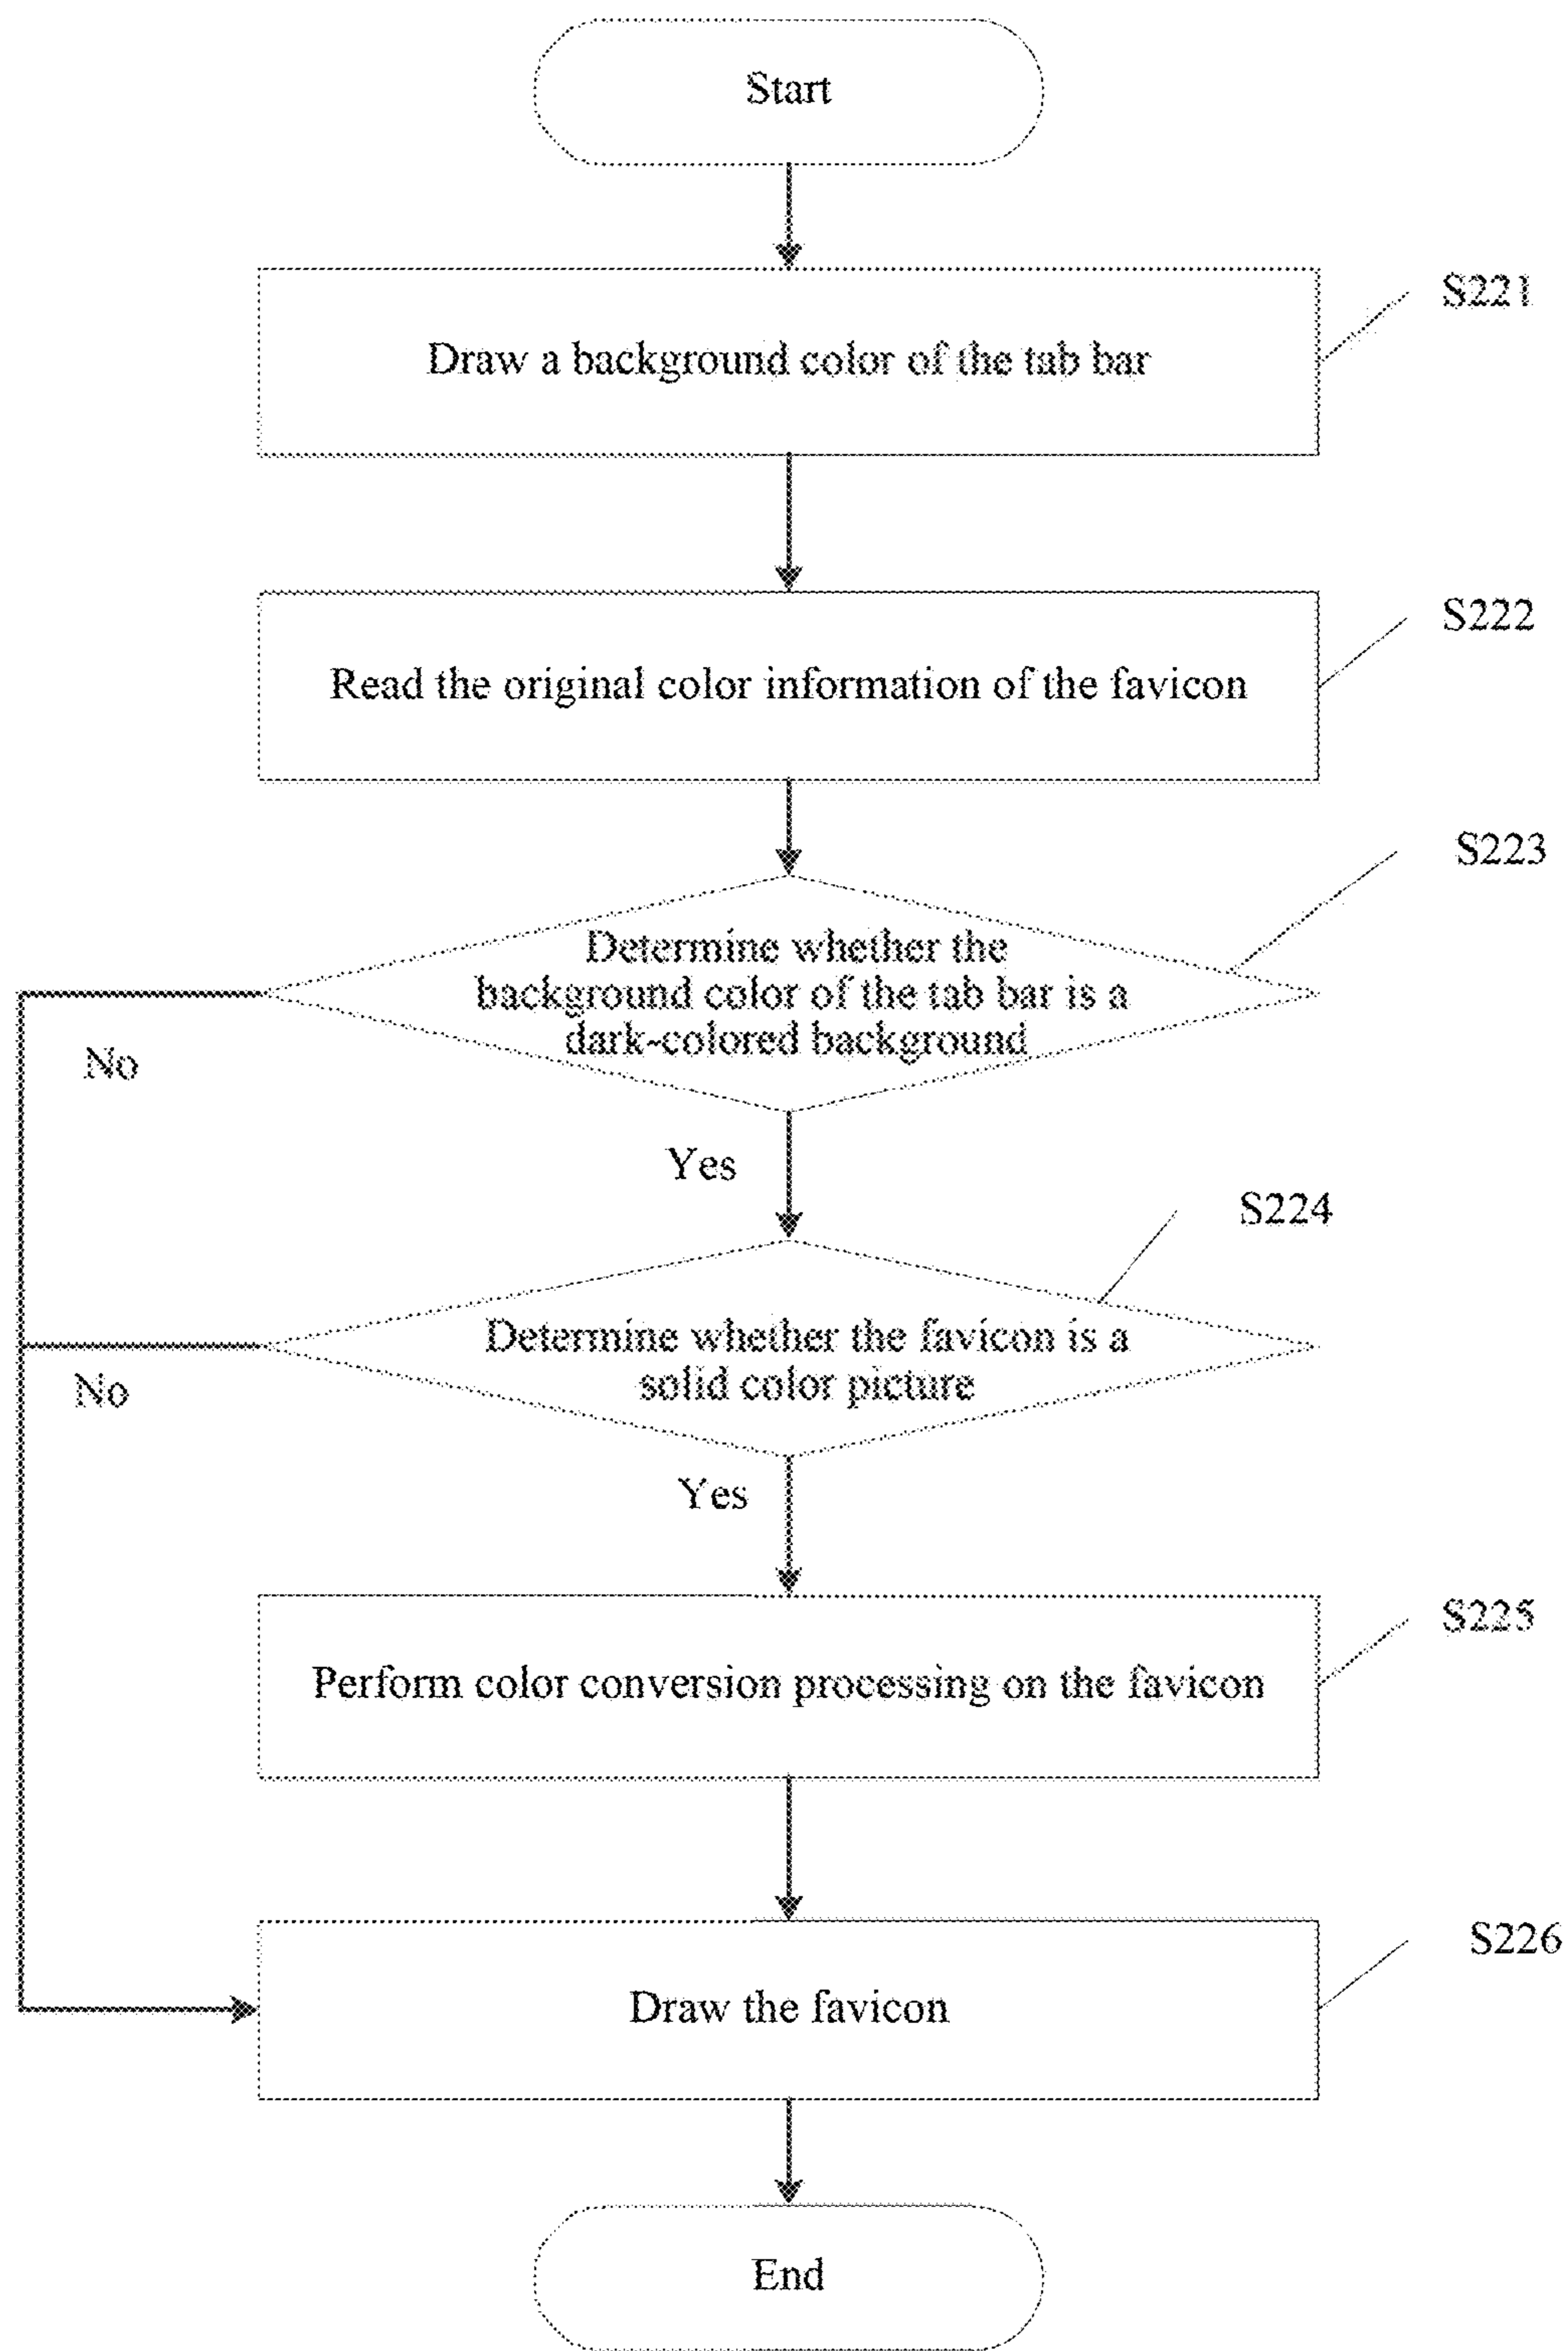 Start
S221
Draw a background color of the tab bar
S222
Read the original color information of the favicon
S223
Determine whether the
background color of the tab bar is a
dark-colored background
No
Yes
S224
Determine whether the favicon is a
solid color picture
No
Yes
S225
Perform color conversion processing on the favicon
S226
Draw the favicon
End